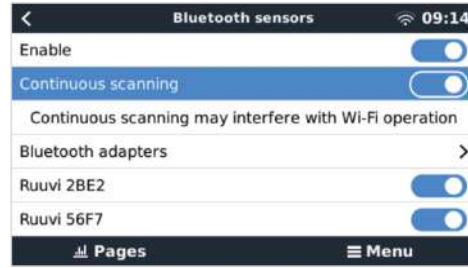 Bluetooth sensors 09:14
Enable
Continuous scanning
Continuous scanning may interfere with Wi-Fi operation
Bluetooth adapters
Ruuvi 2BE2
Ruuvi 56F7
Pages Menu